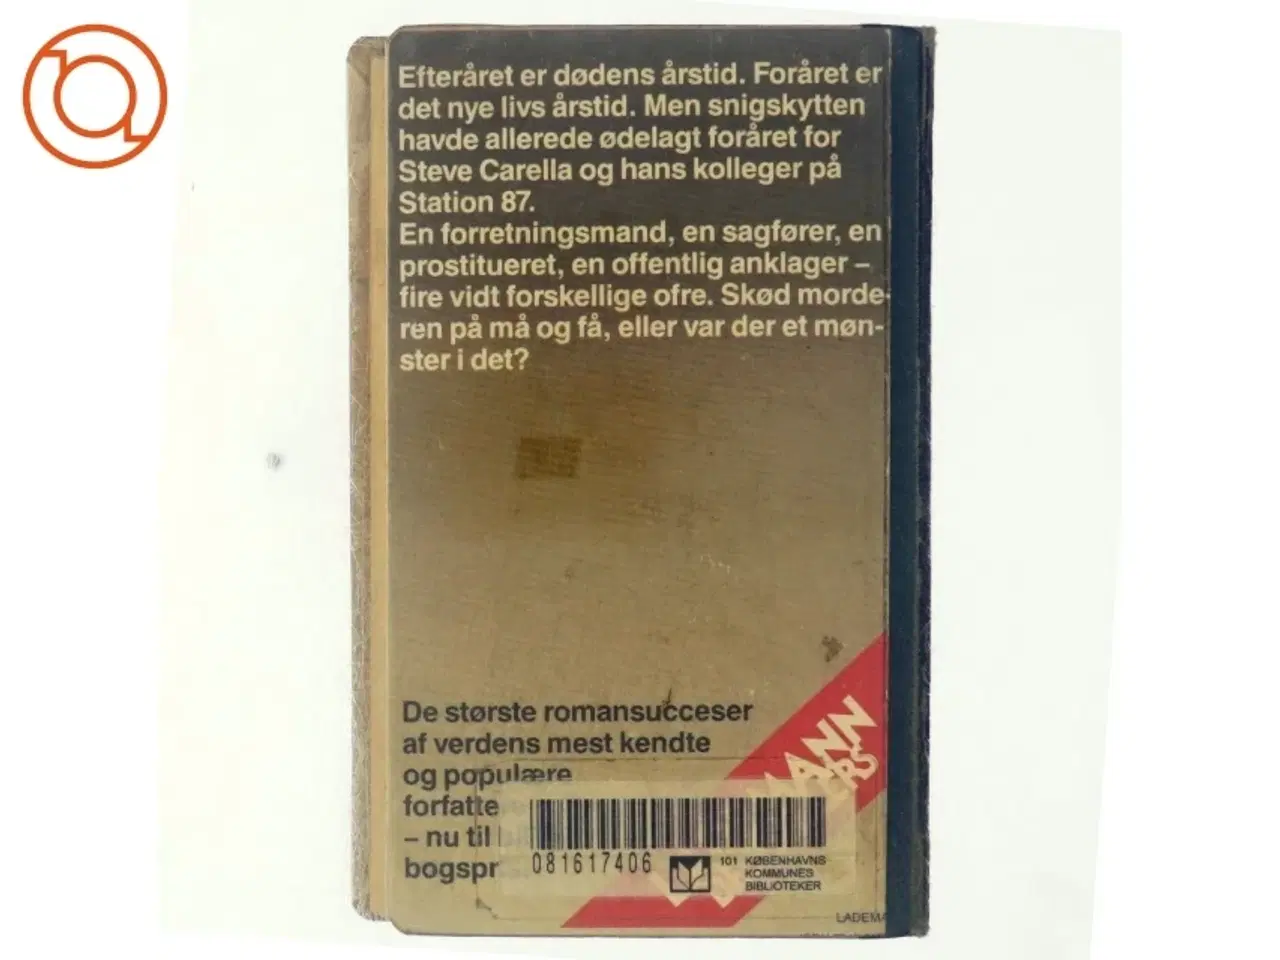 Efteråret er dødens årstid. Foråret er
det nye livs årstid. Men snigskytten
havde allerede ødelagt foråret for
Steve Carella og hans kolleger på
Station 87.
En forretningsmand, en sagfører, en
prostitueret, en offentlig anklager –
fire vidt forskellige ofre. Skød morde-
ren på må og få, eller var der et møn-
ster i det?
De største romansucceser
af verdens mest kendte
og populære
forfatte
– nu til
bogspr
MANN
ERS
081617406
101 KØBENHAVNS
KOMMUNES
BIBLIOTEKER
LADEMA